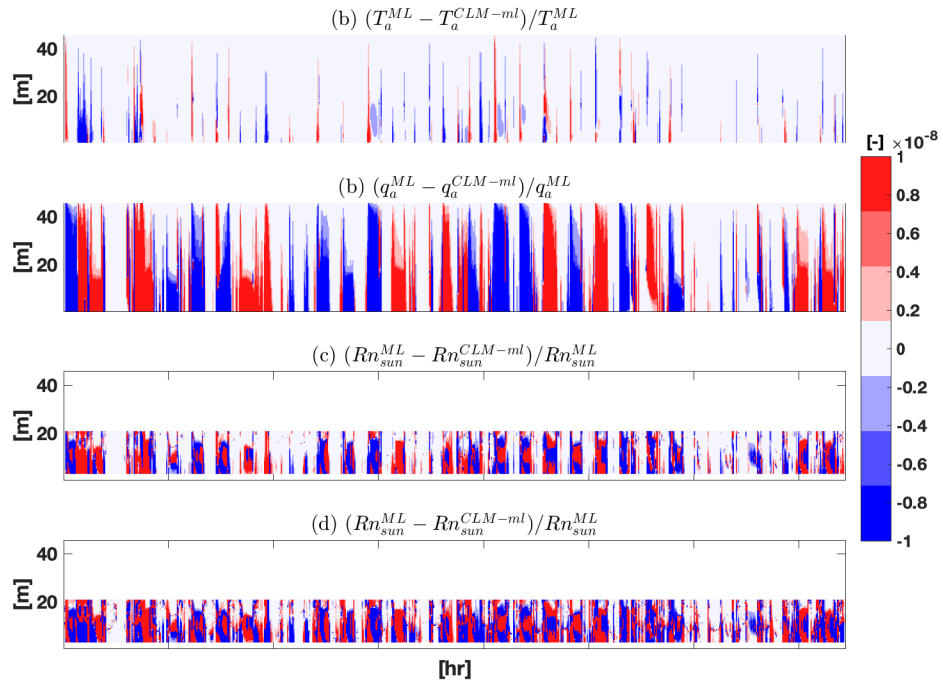 (b) (T_a^{ML} − T_a^{CLM−ml})/T_a^{ML}
40
20
[m]
(b) (q_a^{ML} − q_a^{CLM−ml})/q_a^{ML}
40
20
[m]
(c) (Rn_{sun}^{ML} − Rn_{sun}^{CLM−ml})/Rn_{sun}^{ML}
40
20
[m]
(d) (Rn_{sun}^{ML} − Rn_{sun}^{CLM−ml})/Rn_{sun}^{ML}
40
20
[m]
[hr]
[-] ×10^{-8}
1
0.8
0.6
0.4
0.2
0
-0.2
-0.4
-0.6
-0.8
-1